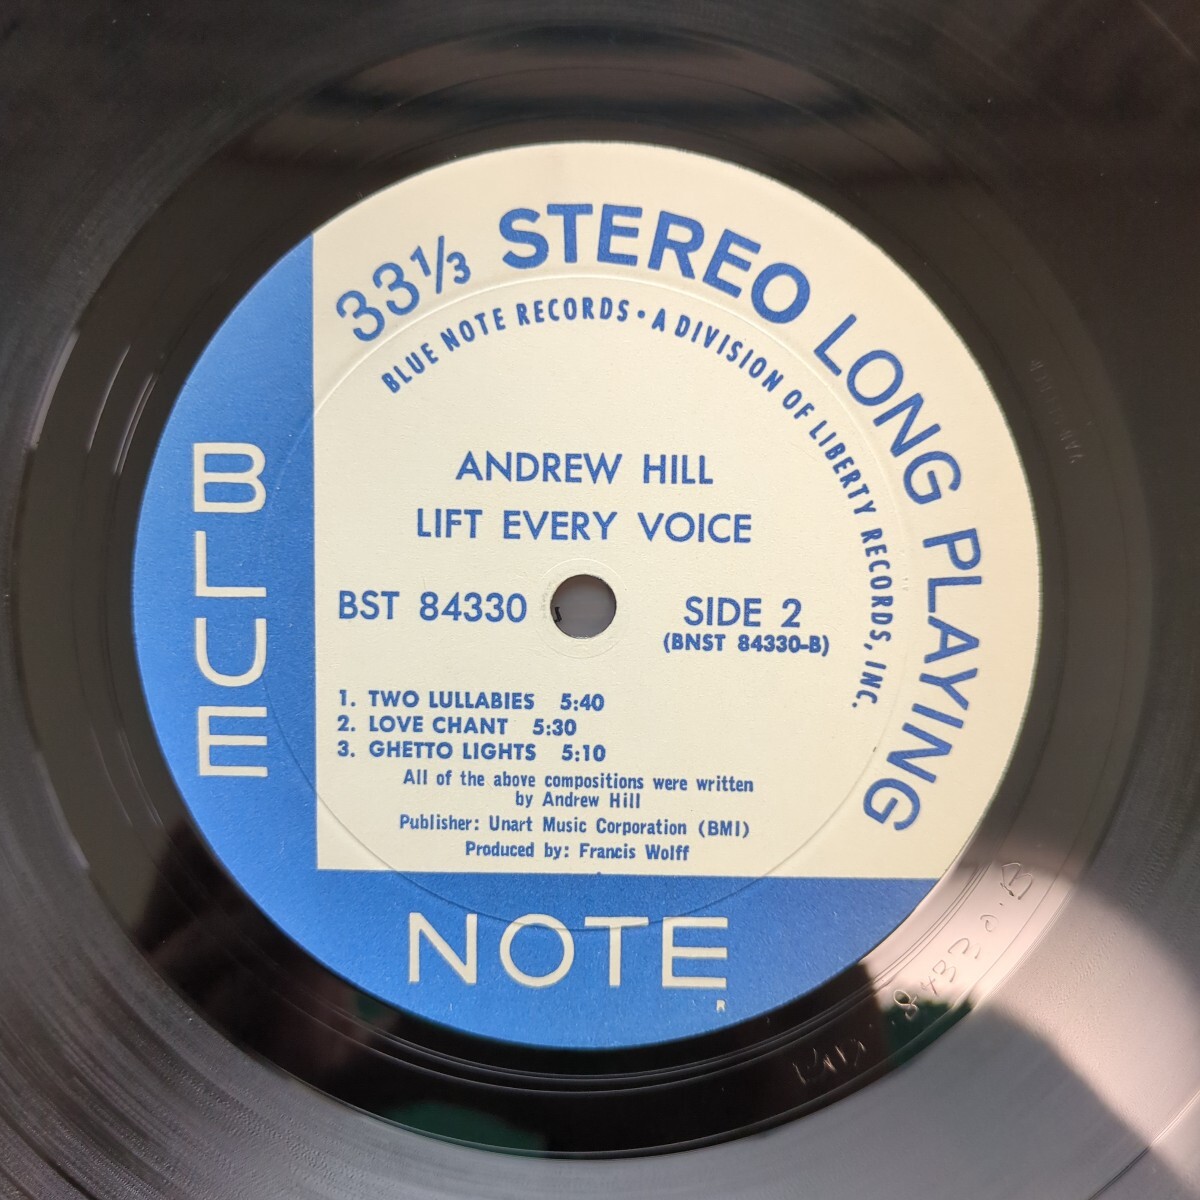 33⅓ STEREO LONG PLAYING
BLUE NOTE RECORDS • A DIVISION OF LIBERTY RECORDS, INC.
ANDREW HILL
LIFT EVERY VOICE
BST 84330
SIDE 2
(BNST 84330-B)
1. TWO LULLABIES 5:40
2. LOVE CHANT 5:30
3. GHETTO LIGHTS 5:10
All of the above compositions were written
by Andrew Hill
Publisher: Unart Music Corporation (BMI)
Produced by: Francis Wolff
BLUE
NOTE
R
84330·B